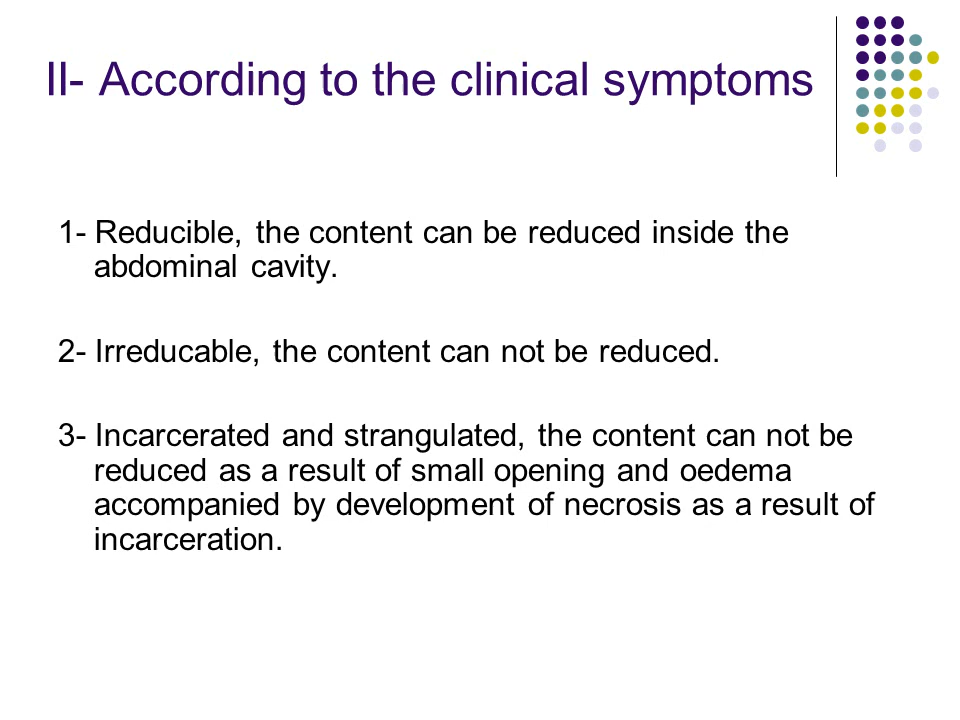 II- According to the clinical symptoms
1- Reducible, the content can be reduced inside the
abdominal cavity.
2- Irreducable, the content can not be reduced.
3- Incarcerated and strangulated, the content can not be
reduced as a result of small opening and oedema
accompanied by development of necrosis as a result of
incarceration.